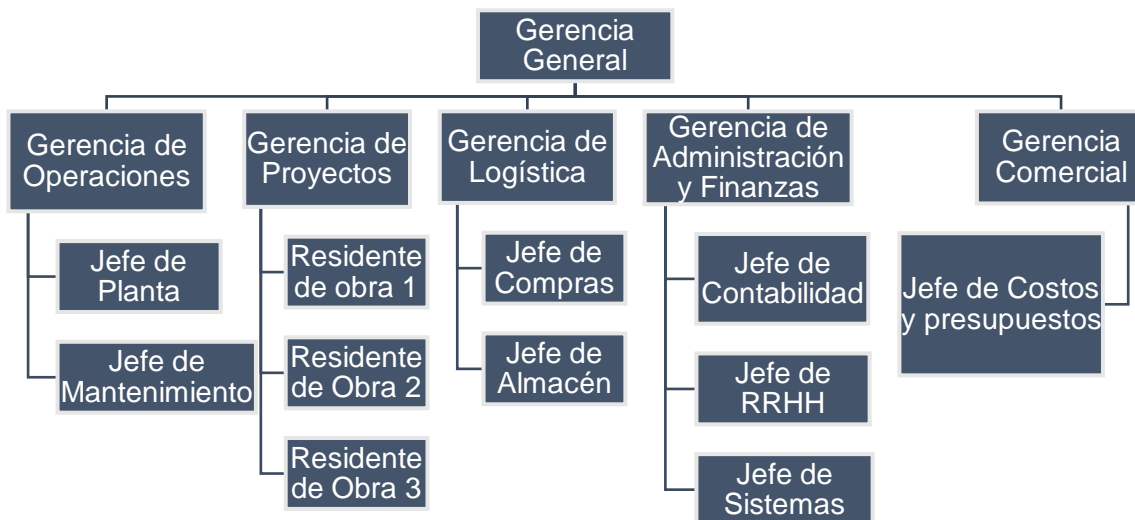 Gerencia
General
Gerencia de
Operaciones
Jefe de
Planta
Jefe de
Mantenimiento
Gerencia de
Proyectos
Residente
de obra 1
Residente
de Obra 2
Residente
de Obra 3
Gerencia de
Logística
Jefe de
Compras
Jefe de
Almacén
Gerencia de
Administración
y Finanzas
Jefe de
Contabilidad
Jefe de
RRHH
Jefe de
Sistemas
Gerencia
Comercial
Jefe de Costos
y presupuestos